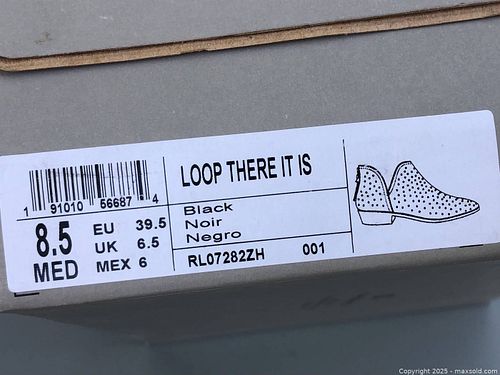 1 91010 56687 4
8.5
MED
EU 39.5
UK 6.5
MEX 6
LOOP THERE IT IS
Black
Noir
Negro
RL07282ZH 001
Copyright 2025 - maxsold.com